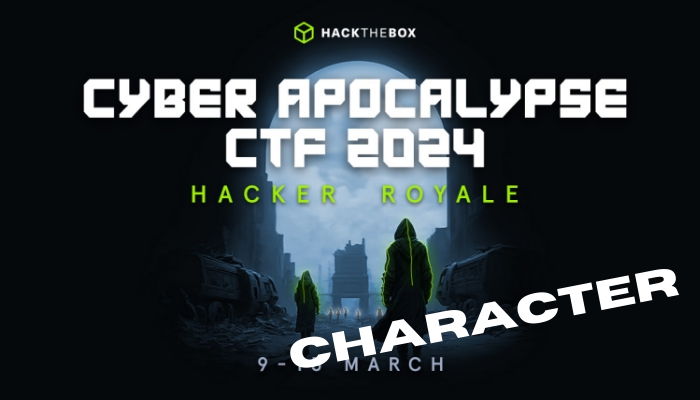 HACKTHEBOX
CYBER APOCALYPSE
CTF 2024
HACKER ROYALE
CHARACTER
MARCH